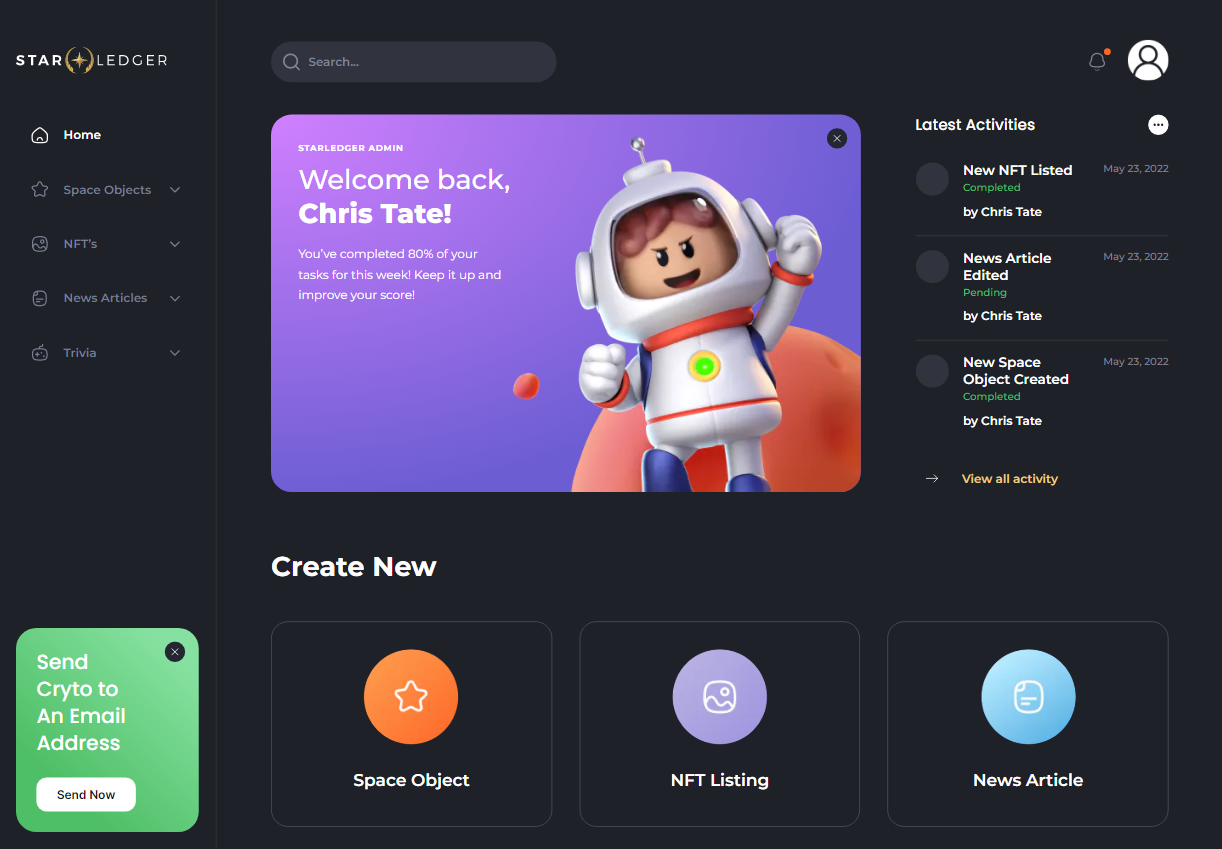 STAR LEDGER
Home
Space Objects
NFT's
News Articles
Trivia
Send
Cryto to
An Email
Address
Send Now
Search...
STARLEDGER ADMIN
Welcome back,
Chris Tate!
You've completed 80% of your
tasks for this week! Keep it up and
improve your score!
Latest Activities
New NFT Listed
May 23, 2022
Completed
by Chris Tate
News Article
Edited
May 23, 2022
Pending
by Chris Tate
New Space
Object Created
May 23, 2022
Completed
by Chris Tate
View all activity
Create New
Space Object
NFT Listing
News Article